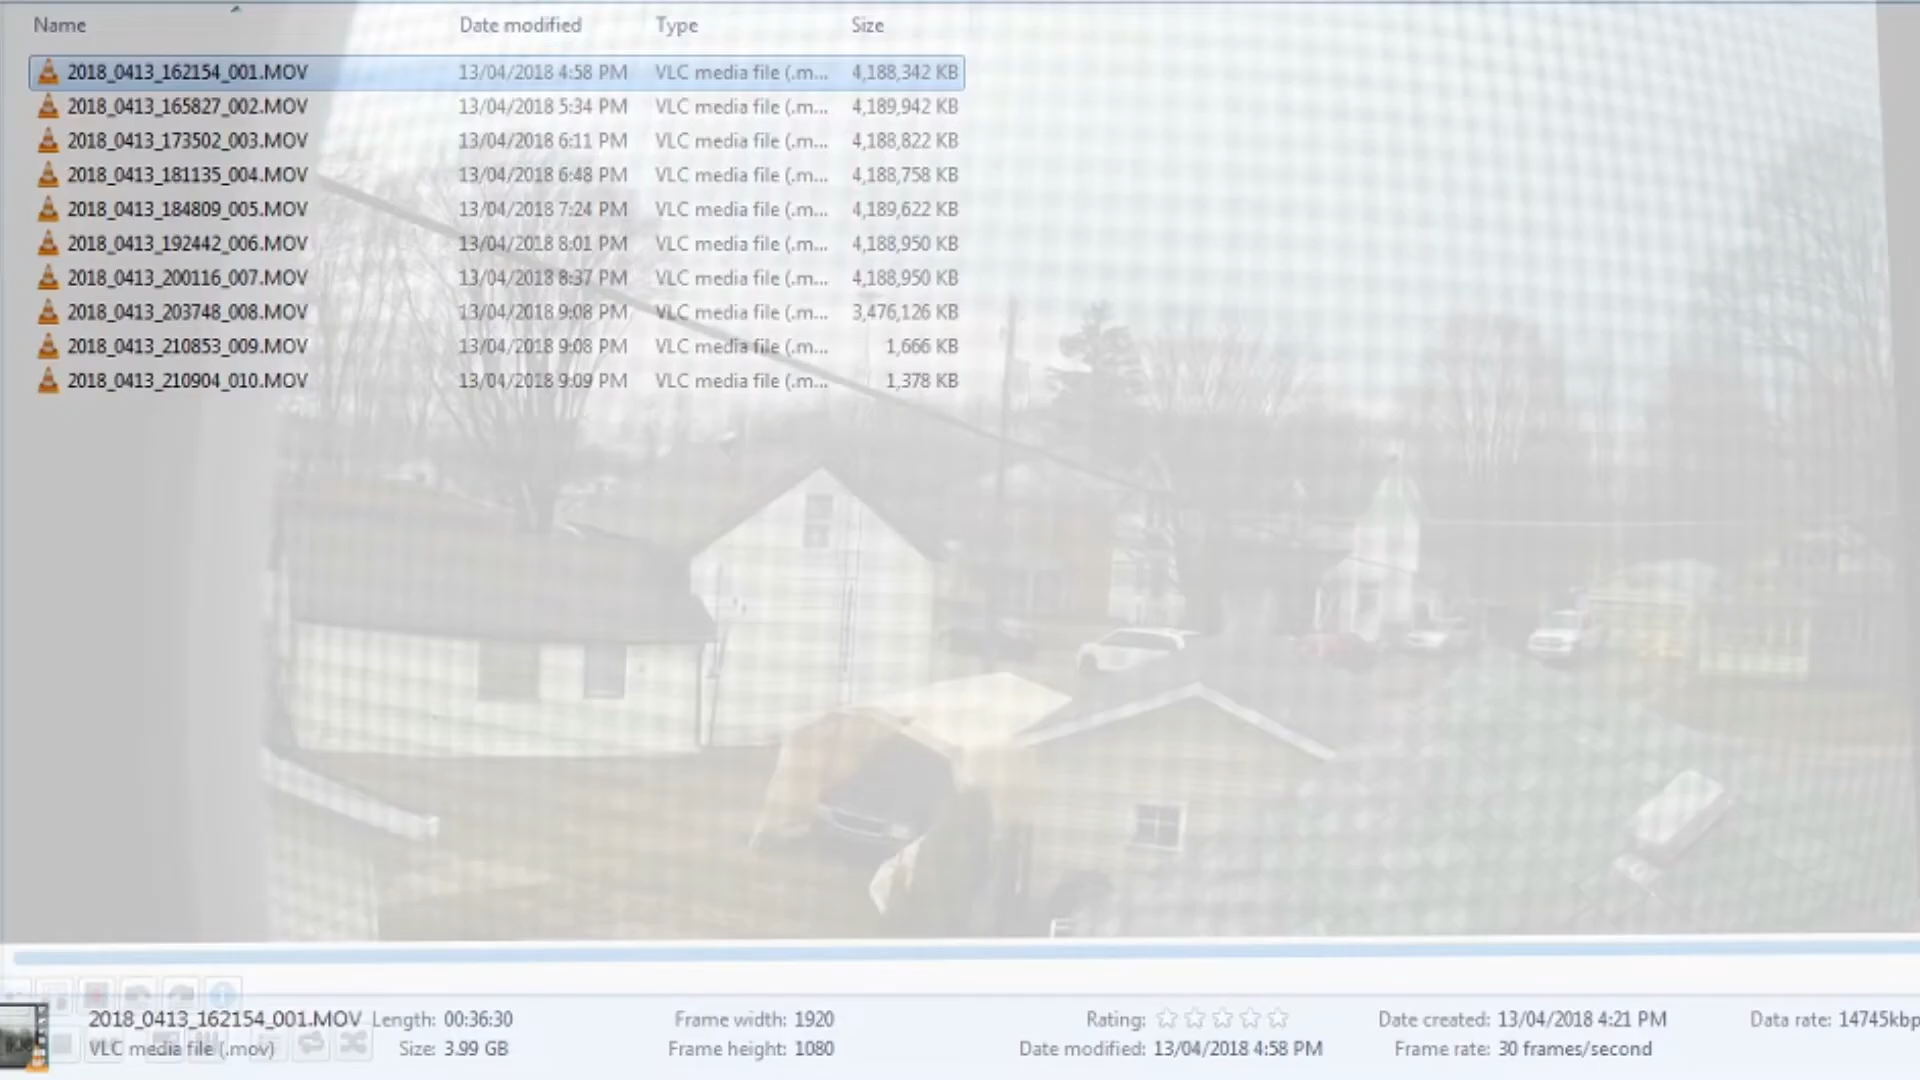 Name Date modified Type Size
2018_0413_162154_001.MOV 13/04/2018 4:58 PM VLC media file (.m... 4,188,342 KB
2018_0413_165827_002.MOV 13/04/2018 5:34 PM VLC media file (.m... 4,189,942 KB
2018_0413_173502_003.MOV 13/04/2018 6:11 PM VLC media file (.m... 4,188,822 KB
2018_0413_181135_004.MOV 13/04/2018 6:48 PM VLC media file (.m... 4,188,758 KB
2018_0413_184809_005.MOV 13/04/2018 7:24 PM VLC media file (.m... 4,189,622 KB
2018_0413_192442_006.MOV 13/04/2018 8:01 PM VLC media file (.m... 4,188,950 KB
2018_0413_200116_007.MOV 13/04/2018 8:37 PM VLC media file (.m... 4,188,950 KB
2018_0413_203748_008.MOV 13/04/2018 9:08 PM VLC media file (.m... 3,476,126 KB
2018_0413_210853_009.MOV 13/04/2018 9:08 PM VLC media file (.m... 1,666 KB
2018_0413_210904_010.MOV 13/04/2018 9:09 PM VLC media file (.m... 1,378 KB
2018_0413_162154_001.MOV Length: 00:36:30 Frame width: 1920 Rating: Date created: 13/04/2018 4:21 PM Data rate: 14745kbp
VLC media file (.mov) Size: 3.99 GB Frame height: 1080 Date modified: 13/04/2018 4:58 PM Frame rate: 30 frames/second